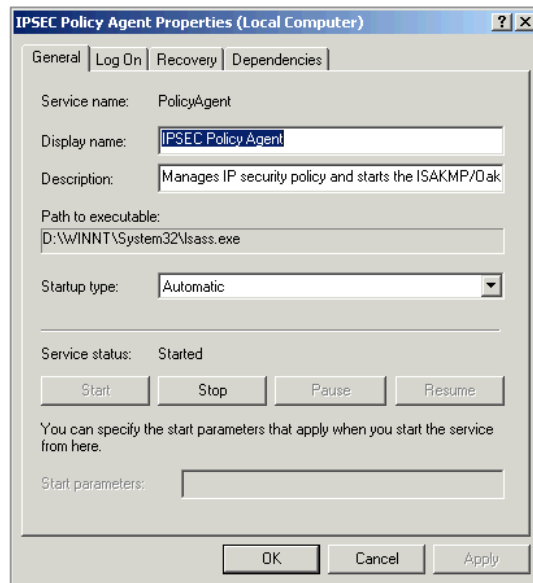 IPSEC Policy Agent Properties (Local Computer)
General Log On Recovery Dependencies
Service name: PolicyAgent
Display name: IPSEC Policy Agent
Description: Manages IP security policy and starts the ISAKMP/Oak
Path to executable:
D:\WINNT\System32\lsass.exe
Startup type: Automatic
Service status: Started
Start Stop Pause Resume
You can specify the start parameters that apply when you start the service
from here.
Start parameters:
OK Cancel Apply